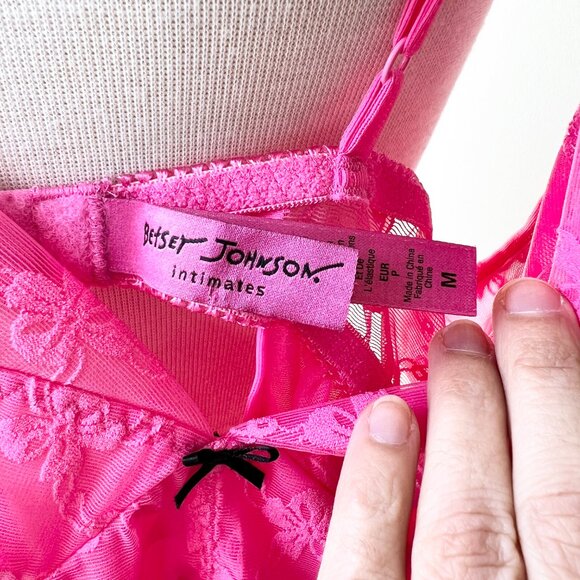 BETSEY JOHNSON.
intimates
L'élastique
EUR
P
Made in China
Fabriqué en
Chine
M